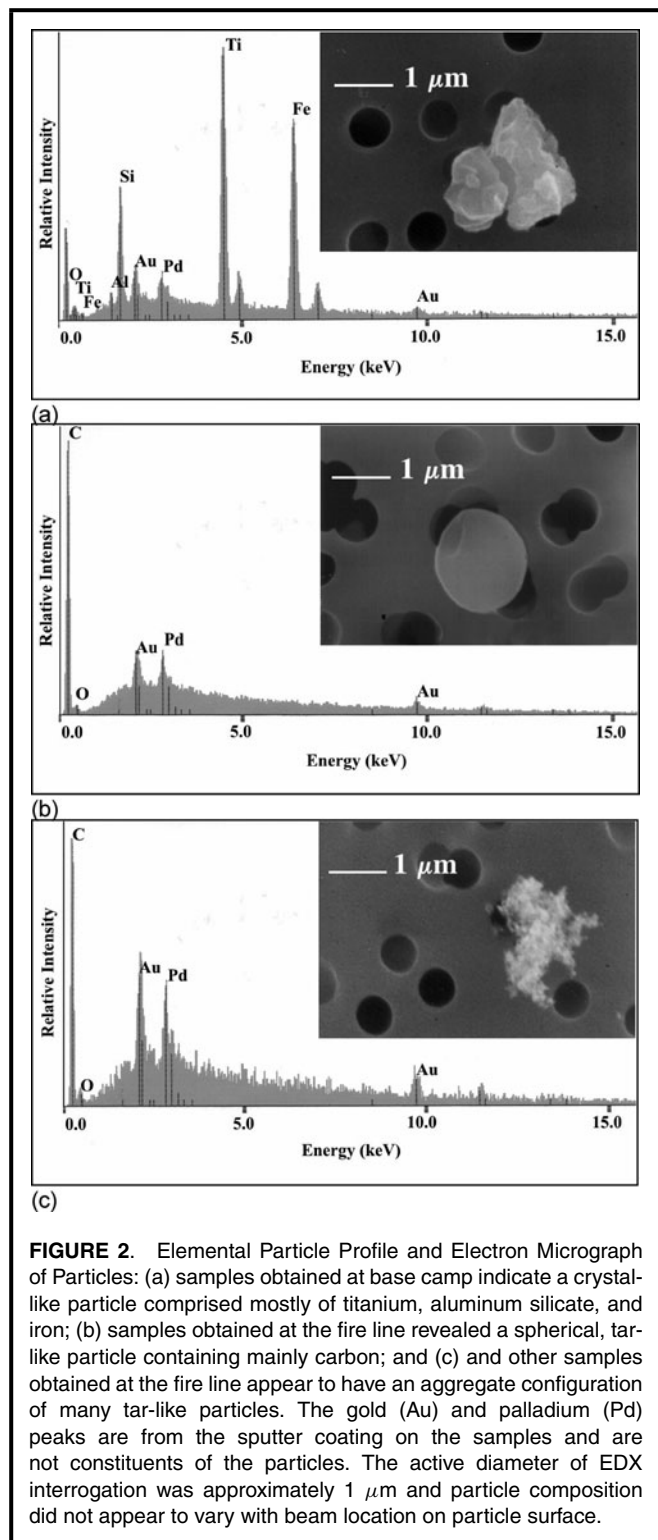 Ti
1 μm
Fe
Si
Relative Intensity
Au
Pd
O
Ti
Al
Fe
Au
0.0 5.0 10.0 15.0
Energy (keV)
(a)
C
1 μm
Relative Intensity
Au
Pd
O
Au
0.0 5.0 10.0 15.0
Energy (keV)
(b)
C
1 μm
Relative Intensity
Au
Pd
O
Au
0.0 5.0 10.0 15.0
Energy (keV)
(c)
FIGURE 2. Elemental Particle Profile and Electron Micrograph
of Particles: (a) samples obtained at base camp indicate a crystal-
like particle comprised mostly of titanium, aluminum silicate, and
iron; (b) samples obtained at the fire line revealed a spherical, tar-
like particle containing mainly carbon; and (c) and other samples
obtained at the fire line appear to have an aggregate configuration
of many tar-like particles. The gold (Au) and palladium (Pd)
peaks are from the sputter coating on the samples and are
not constituents of the particles. The active diameter of EDX
interrogation was approximately 1 μm and particle composition
did not appear to vary with beam location on particle surface.